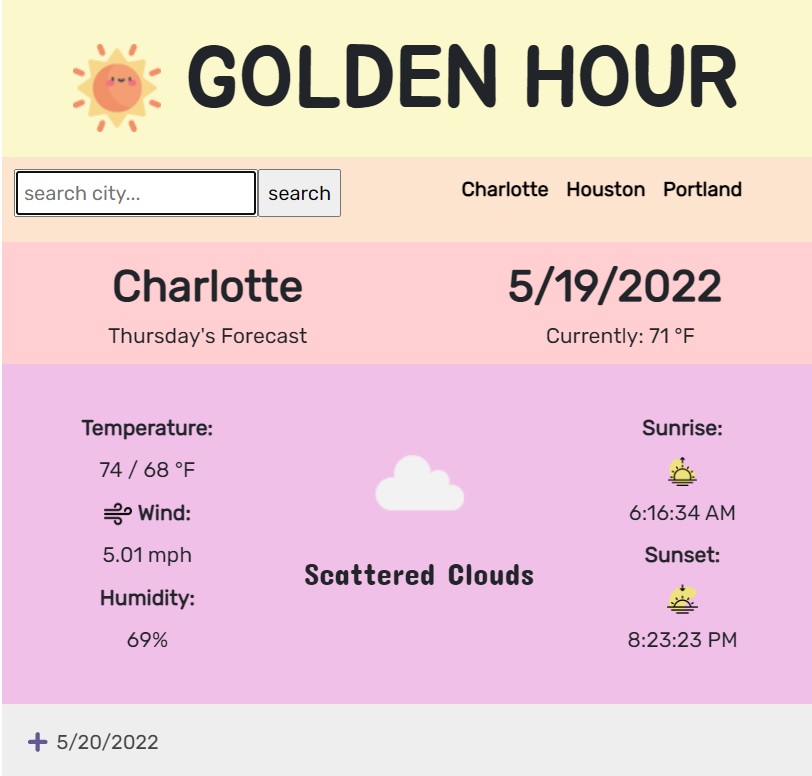 GOLDEN HOUR
search city...
search
Charlotte Houston Portland
Charlotte
Thursday's Forecast
5/19/2022
Currently: 71 °F
Temperature:
74 / 68 °F
Wind:
5.01 mph
Humidity:
69%
Scattered Clouds
Sunrise:
6:16:34 AM
Sunset:
8:23:23 PM
5/20/2022